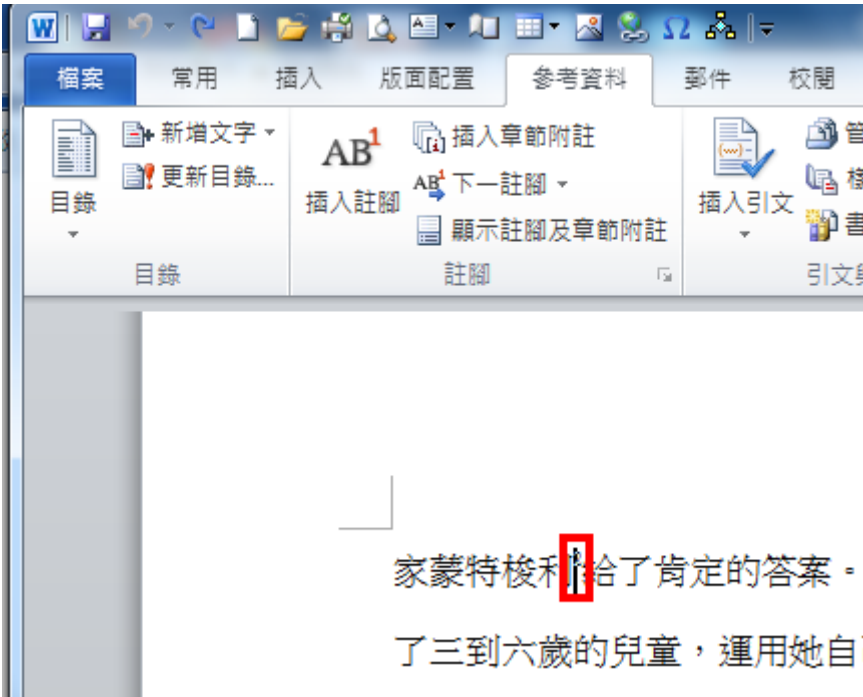 檔案 常用 插入 版面配置 參考資料 郵件 校閱
目錄 新增文字 更新目錄...
AB1 插入註腳 插入章節附註
AB1 下一註腳
顯示註腳及章節附註
插入引文
目錄 註腳 引文
家蒙特梭利給了肯定的答案。
了三到六歲的兒童，運用她自